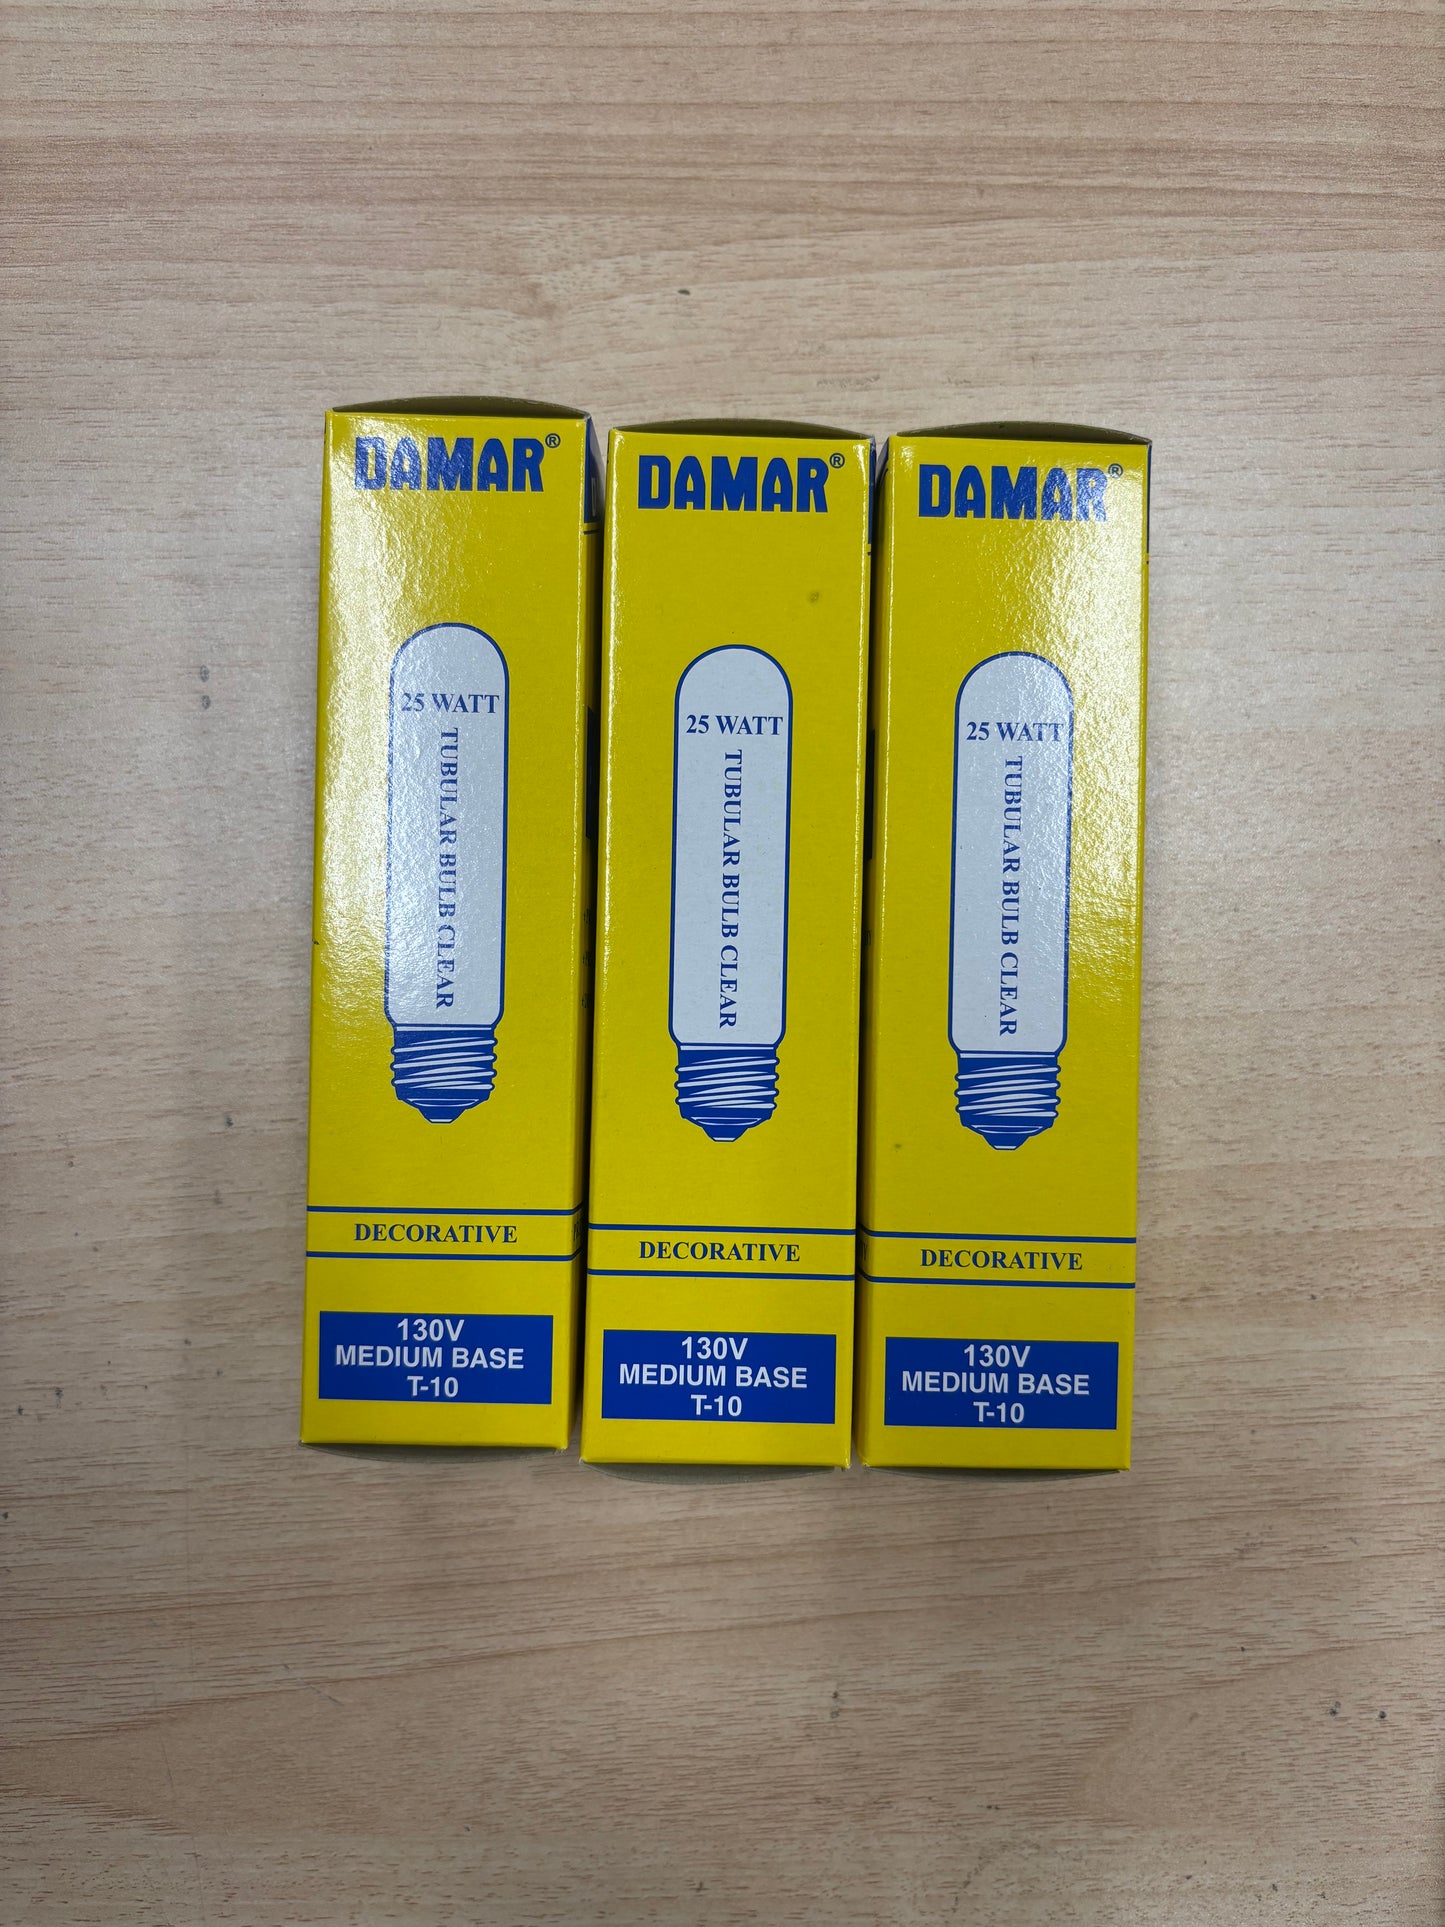 DAMAR®
25 WATT
TUBULAR BULB CLEAR
DECORATIVE
130V
MEDIUM BASE
T-10
DAMAR®
25 WATT
TUBULAR BULB CLEAR
DECORATIVE
130V
MEDIUM BASE
T-10
DAMAR®
25 WATT
TUBULAR BULB CLEAR
DECORATIVE
130V
MEDIUM BASE
T-10